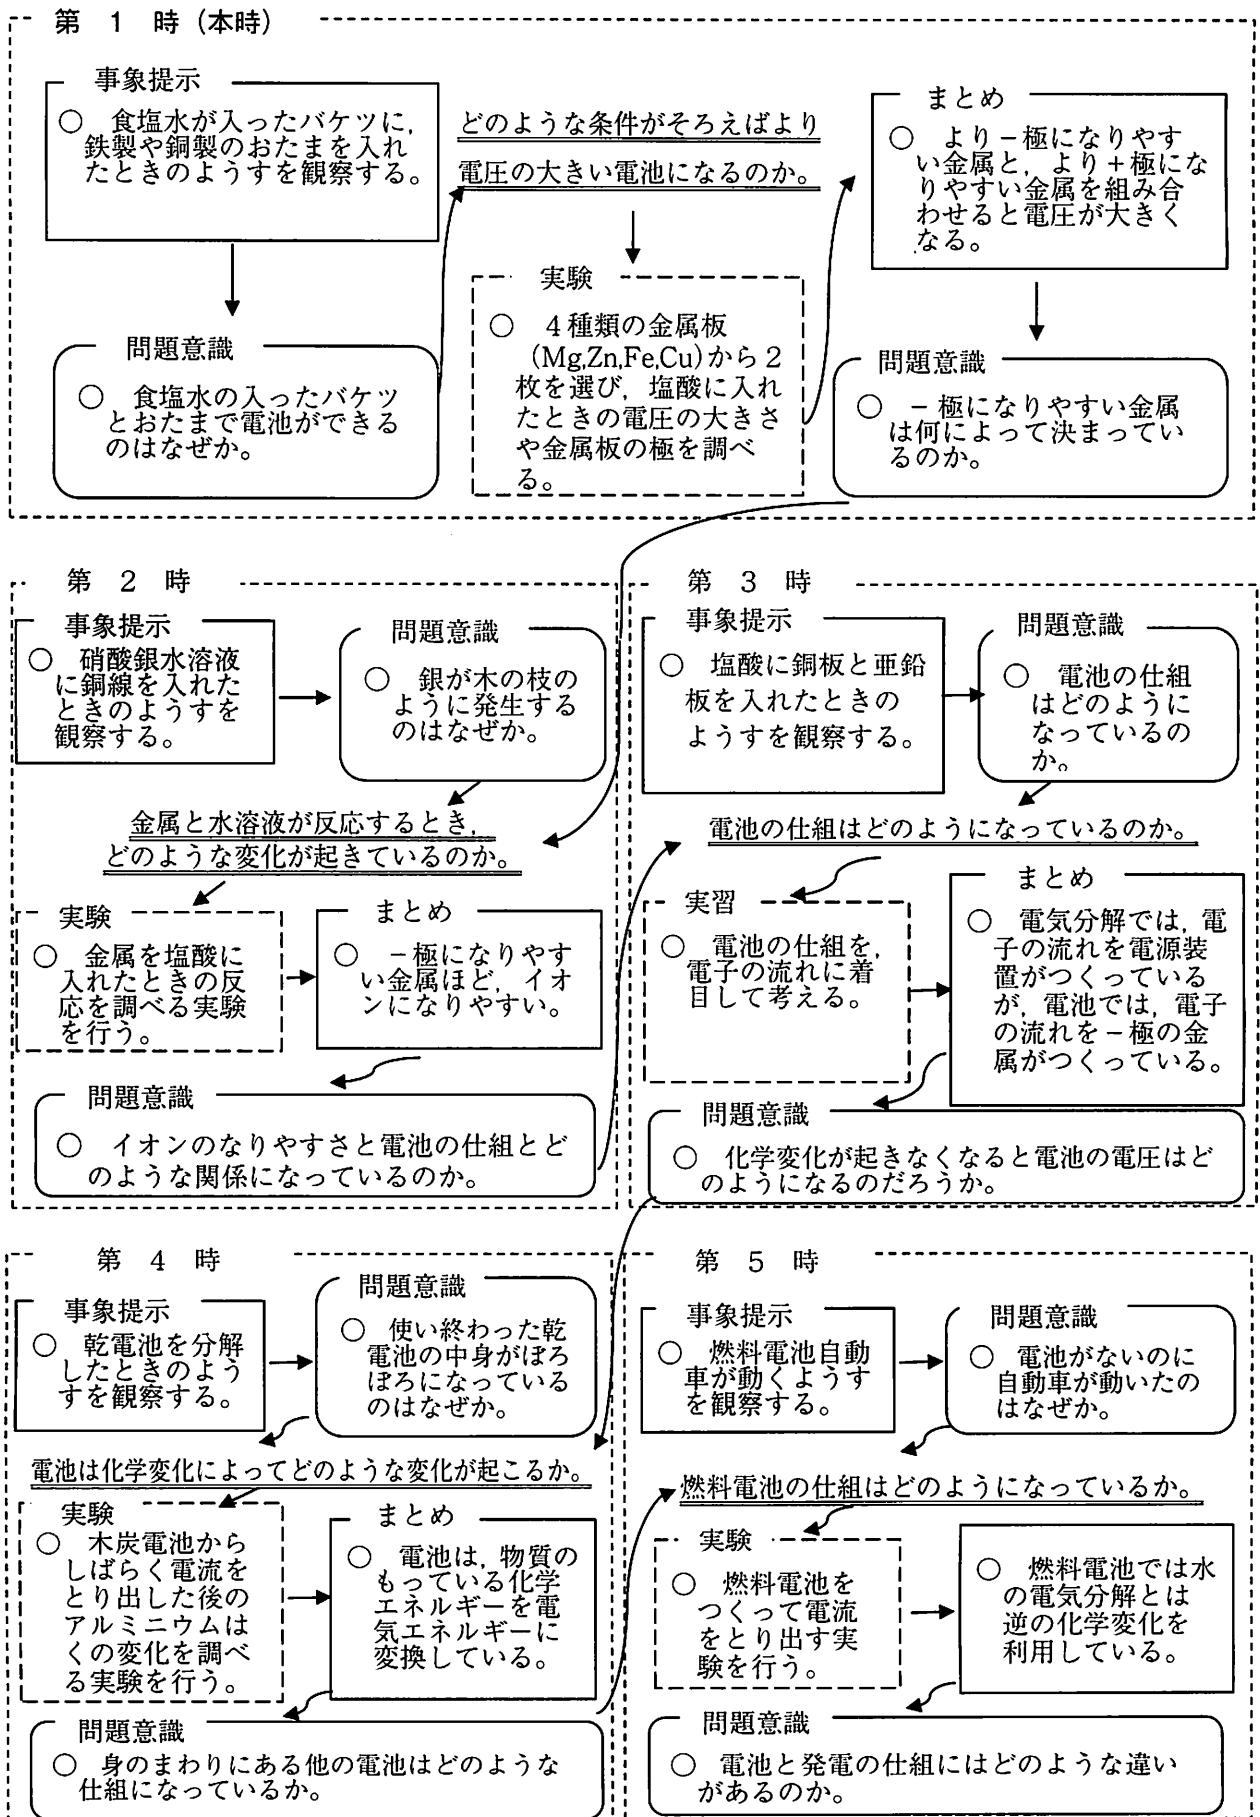 第 1 時(本時)
事象提示
○ 食塩水が入ったバケツに,
鉄製や銅製のおたまを入れ
たときのようすを観察する。
問題意識
○ 食塩水の入ったバケツ
とおたまで電池ができる
のはなぜか。
どのような条件がそろえばより
電圧の大きい電池になるのか。
実験
○ 4種類の金属板
(Mg,Zn,Fe,Cu)から2
枚を選び,塩酸に入れ
たときの電圧の大きさ
や金属板の極を調べ
る。
まとめ
○ より-極になりやす
い金属と,より+極にな
りやすい金属を組み合
わせると電圧が大きく
なる。
問題意識
○ -極になりやすい金属
は何によって決まってい
るのか。
第 2 時
事象提示
○ 硝酸銀水溶液
に銅線を入れた
ときのようすを
観察する。
問題意識
○ 銀が木の枝の
ように発生する
のはなぜか。
金属と水溶液が反応するとき,
どのような変化が起きているのか。
実験
○ 金属を塩酸に
入れたときの反
応を調べる実験
を行う。
まとめ
○ -極になりやす
い金属ほど,イオ
ンになりやすい。
問題意識
○ イオンのなりやすさと電池の仕組とど
のような関係になっているのか。
第 3 時
事象提示
○ 塩酸に銅板と亜鉛
板を入れたときの
ようすを観察する。
問題意識
○ 電池の仕組
はどのように
なっているの
か。
電池の仕組はどのようになっているのか。
実習
○ 電池の仕組を,
電子の流れに着
目して考える。
まとめ
○ 電気分解では,電
子の流れを電源装
置がつくっている
が,電池では,電子
の流れを-極の金
属がつくっている。
問題意識
○ 化学変化が起きなくなると電池の電圧はど
のようになるのだろうか。
第 4 時
事象提示
○ 乾電池を分解
したときのよう
すを観察する。
問題意識
○ 使い終わった乾
電池の中身がぼろ
ぼろになっている
のはなぜか。
電池は化学変化によってどのような変化が起こるか。
実験
○ 木炭電池から
しばらく電流を
とり出した後の
アルミニウムは
くの変化を調べ
る実験を行う。
まとめ
○ 電池は,物質の
もっている化学
エネルギーを電
気エネルギーに
変換している。
問題意識
○ 身のまわりにある他の電池はどのような
仕組になっているか。
第 5 時
事象提示
○ 燃料電池自動
車が動くようす
を観察する。
問題意識
○ 電池がないのに
自動車が動いたの
はなぜか。
燃料電池の仕組はどのようになっているか。
実験
○ 燃料電池を
つくって電流
をとり出す実
験を行う。
○ 燃料電池では水
の電気分解とは
逆の化学変化を
利用している。
問題意識
○ 電池と発電の仕組にはどのような違い
があるのか。